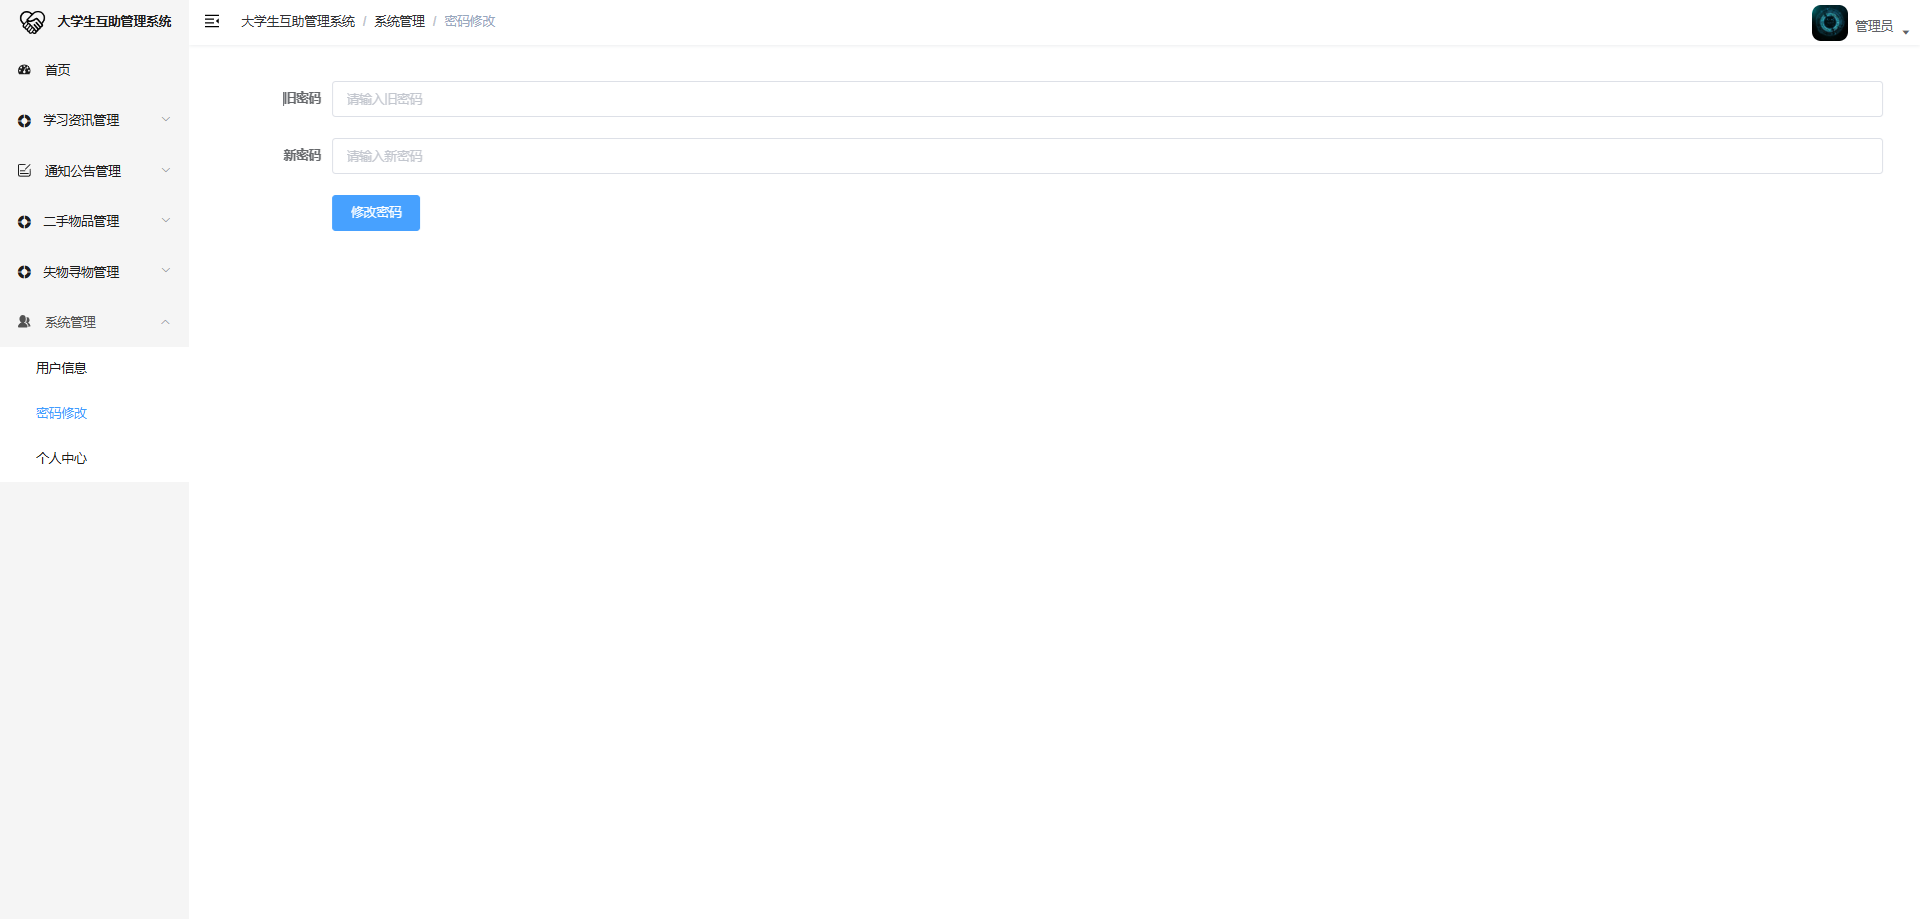 大学生互助管理系统
大学生互助管理系统 / 系统管理 / 密码修改
管理员
首页
学习资讯管理
通知公告管理
二手物品管理
失物寻物管理
系统管理
用户信息
密码修改
个人中心
旧密码 请输入旧密码
新密码 请输入新密码
修改密码